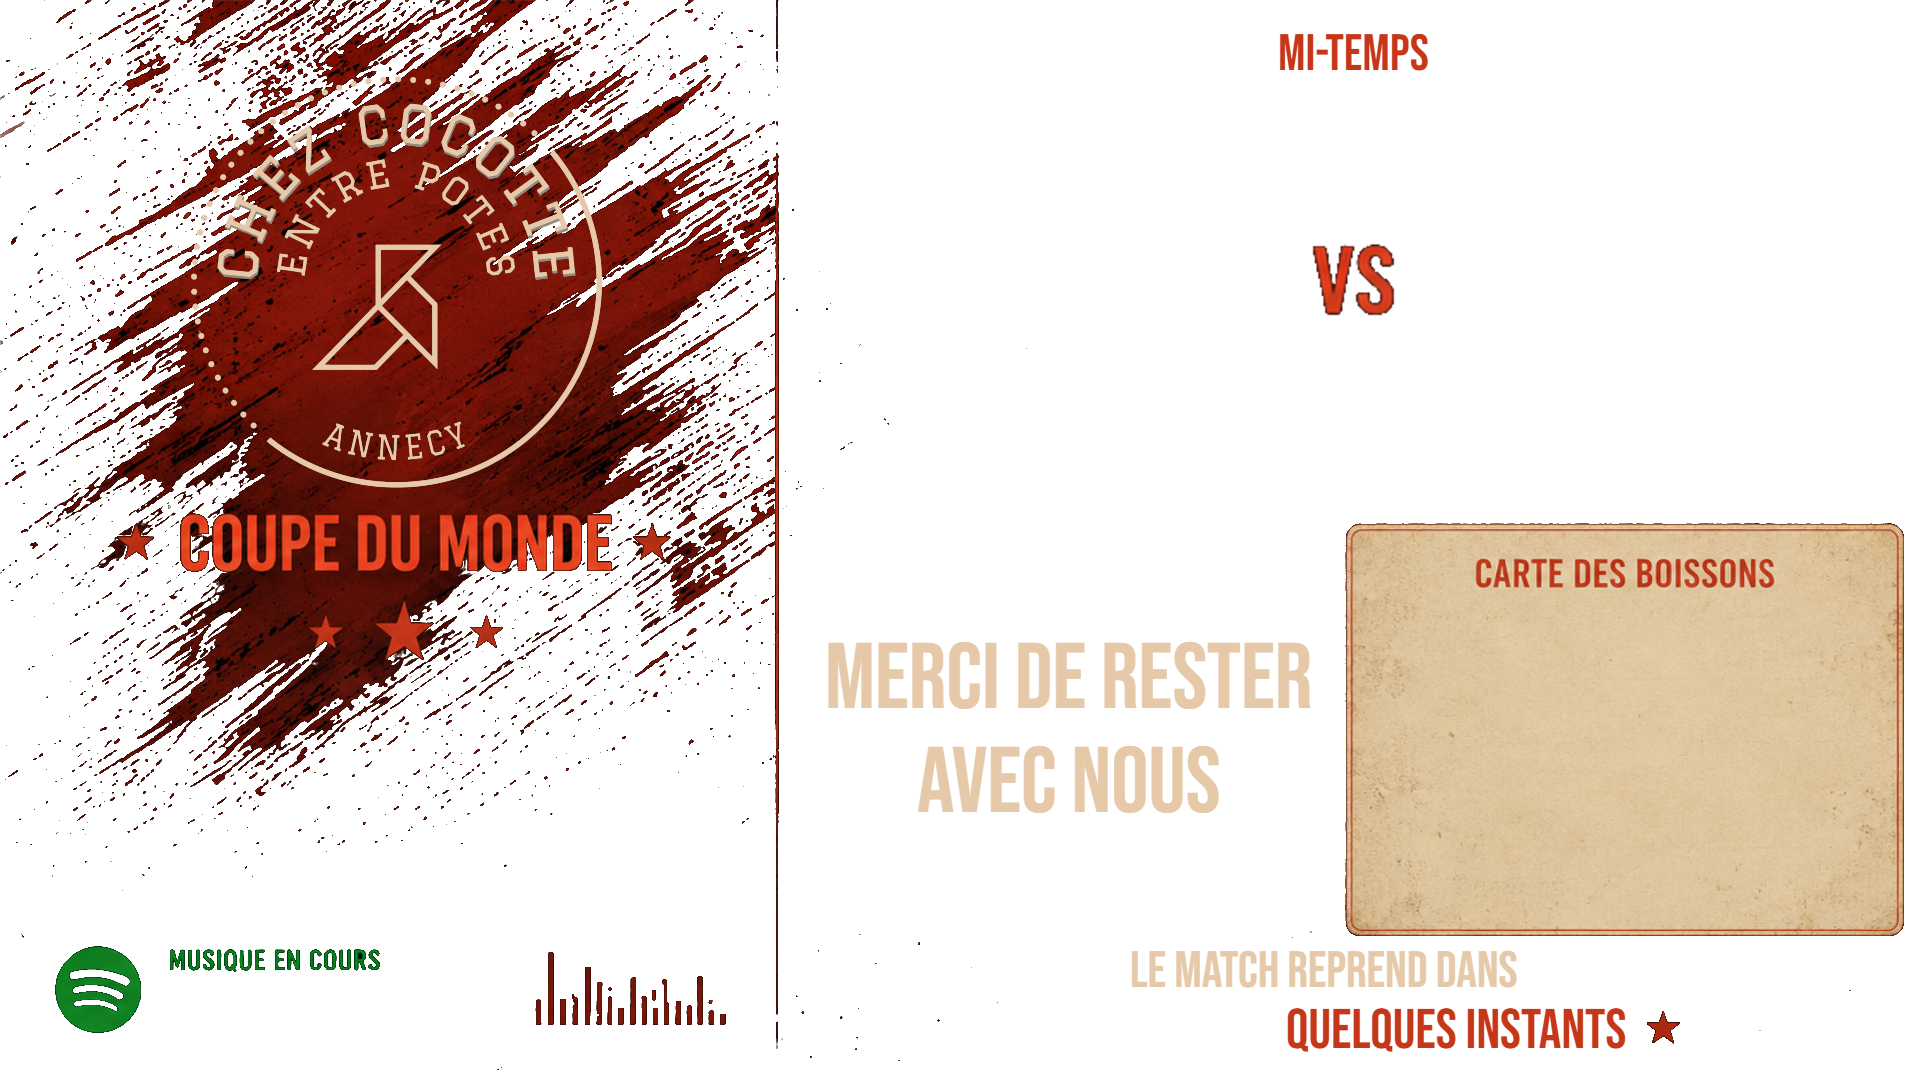 CHEZ COCOTTE
ENTRE POTES
ANNECY
COUPE DU MONDE
MUSIQUE EN COURS
MI-TEMPS
VS
MERCI DE RESTER
AVEC NOUS
CARTE DES BOISSONS
LE MATCH REPREND DANS
QUELQUES INSTANTS